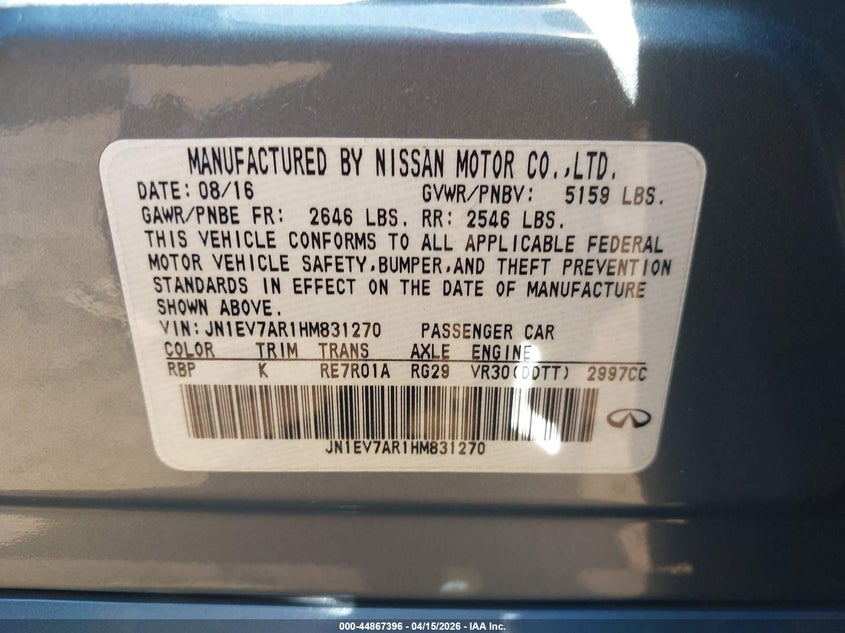 MANUFACTURED BY NISSAN MOTOR CO.,LTD.
DATE: 08/16 GVWR/PNBV: 5159 LBS.
GAWR/PNBE FR: 2646 LBS. RR: 2546 LBS.
THIS VEHICLE CONFORMS TO ALL APPLICABLE FEDERAL
MOTOR VEHICLE SAFETY,BUMPER,AND THEFT PREVENTION
STANDARDS IN EFFECT ON THE DATE OF MANUFACTURE
SHOWN ABOVE.
VIN: JN1EV7AR1HM831270 PASSENGER CAR
COLOR TRIM TRANS AXLE ENGINE
RBP K RE7R01A RG29 VR30(DDTT) 2997CC
JN1EV7AR1HM831270
000-44867396 - 04/15/2026 - IAA Inc.